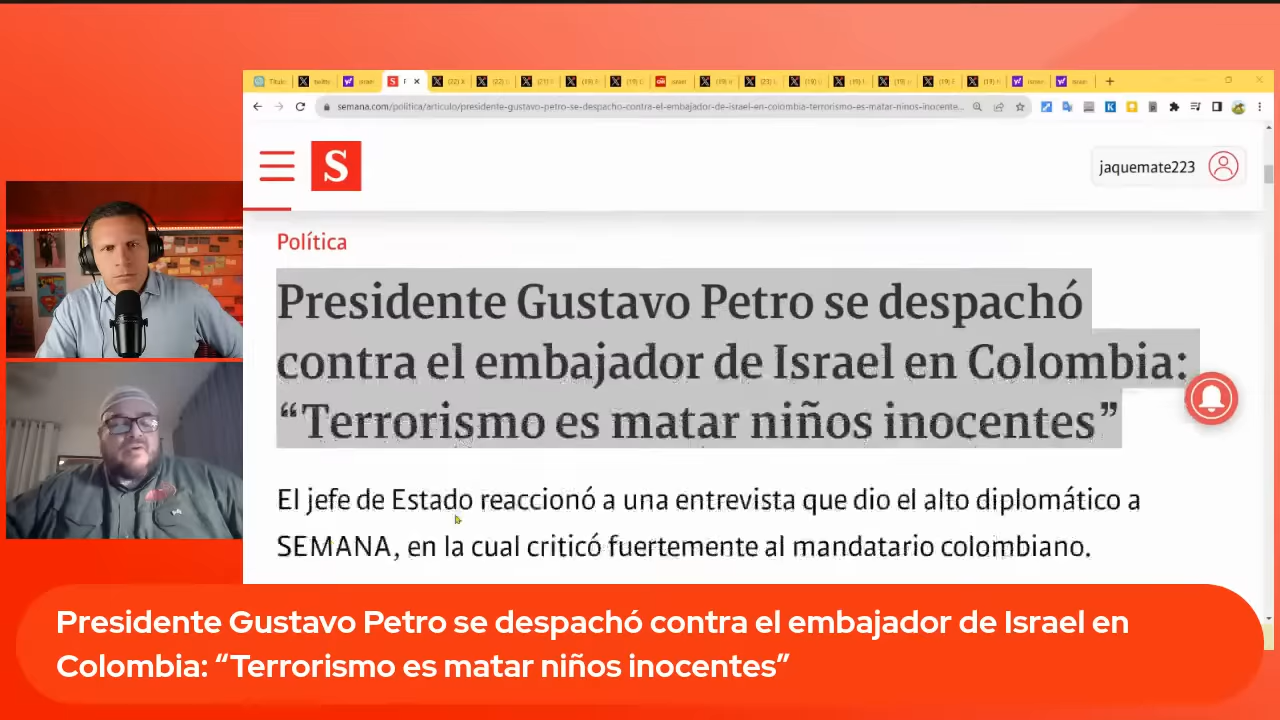 semana.com/politica/articulo/presidente-gustavo-petro-se-despacho-contra-el-embajador-de-israel-en-colombia-terrorismo-es-matar-ninos-inocente...
S
jaquemate223
Política
Presidente Gustavo Petro se despachó
contra el embajador de Israel en Colombia:
“Terrorismo es matar niños inocentes”
El jefe de Estado reaccionó a una entrevista que dio el alto diplomático a
SEMANA, en la cual criticó fuertemente al mandatario colombiano.
Presidente Gustavo Petro se despachó contra el embajador de Israel en
Colombia: “Terrorismo es matar niños inocentes”